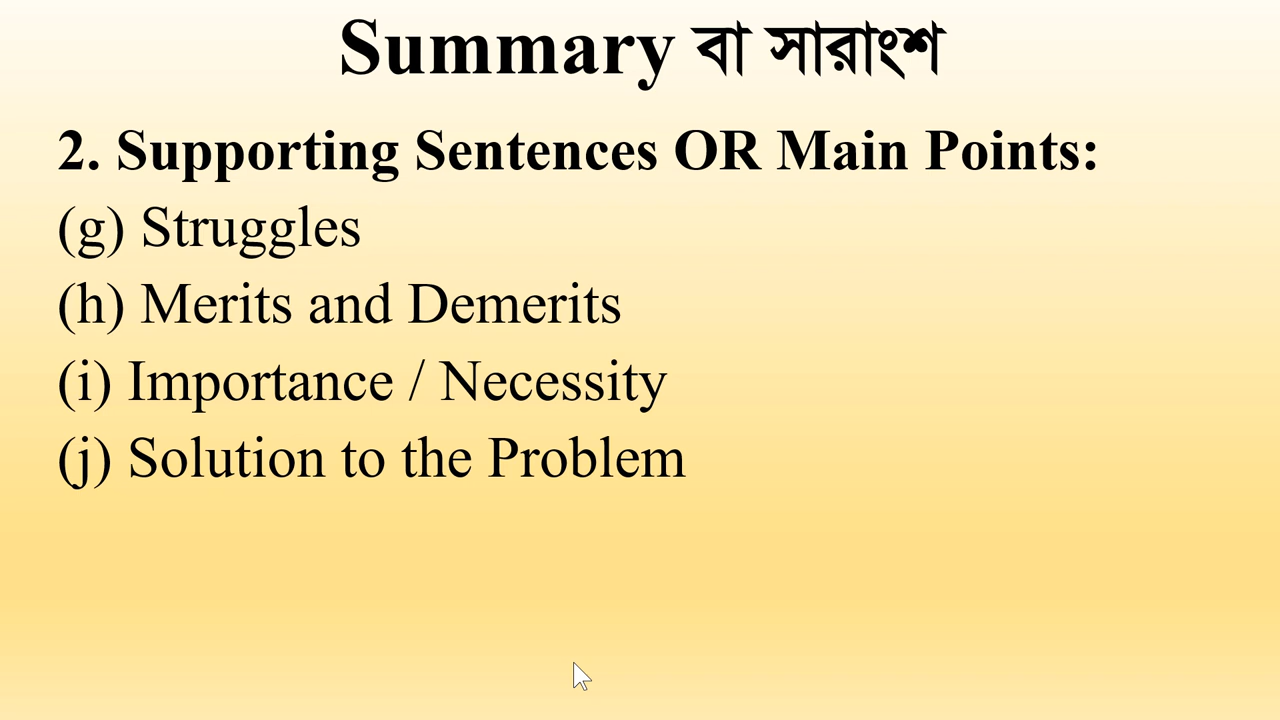 Summary বা সারাংশ
2. Supporting Sentences OR Main Points:
(g) Struggles
(h) Merits and Demerits
(i) Importance / Necessity
(j) Solution to the Problem